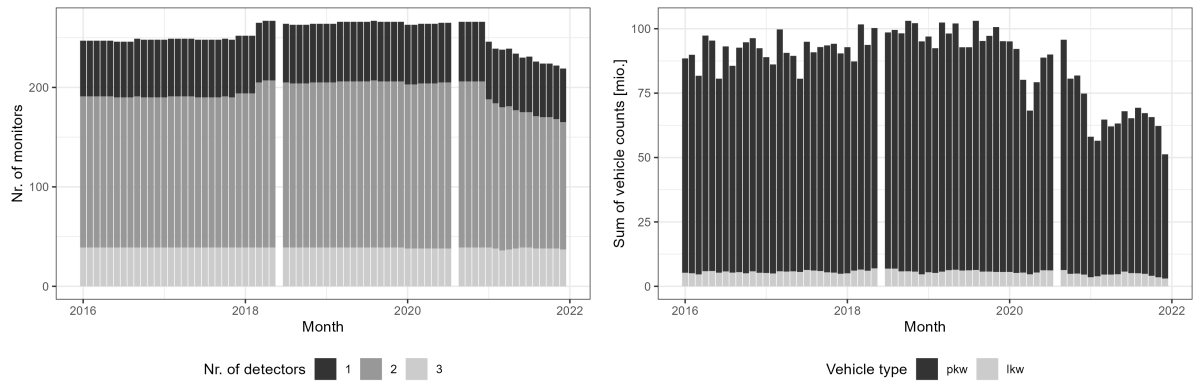 Nr. of monitors
200
100
0
2016 2018 2020 2022
Month
Nr. of detectors 1 2 3
Sum of vehicle counts [mio.]
100
75
50
25
0
2016 2018 2020 2022
Month
Vehicle type pkw lkw